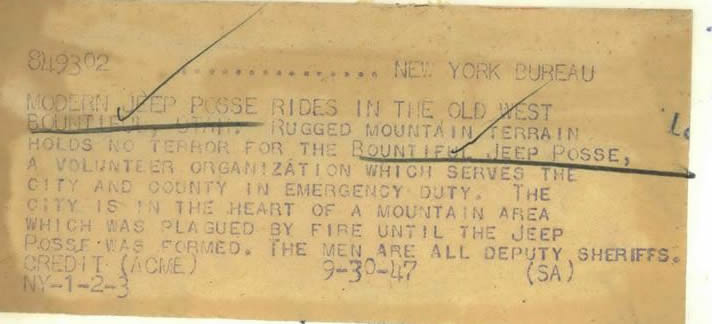 849302 ................ NEW YORK BUREAU
MODERN JEEP POSSE RIDES IN THE OLD WEST
BOUNTIFUL, UTAH. RUGGED MOUNTAIN TERRAIN
HOLDS NO TERROR FOR THE BOUNTIFUL JEEP POSSE,
A VOLUNTEER ORGANIZATION WHICH SERVES THE
CITY AND COUNTY IN EMERGENCY DUTY. THE
CITY IS IN THE HEART OF A MOUNTAIN AREA
WHICH WAS PLAGUED BY FIRE UNTIL THE JEEP
POSSE WAS FORMED. THE MEN ARE ALL DEPUTY SHERIFFS.
CREDIT (ACME) 9-30-47 (SA)
NY-1-2-3